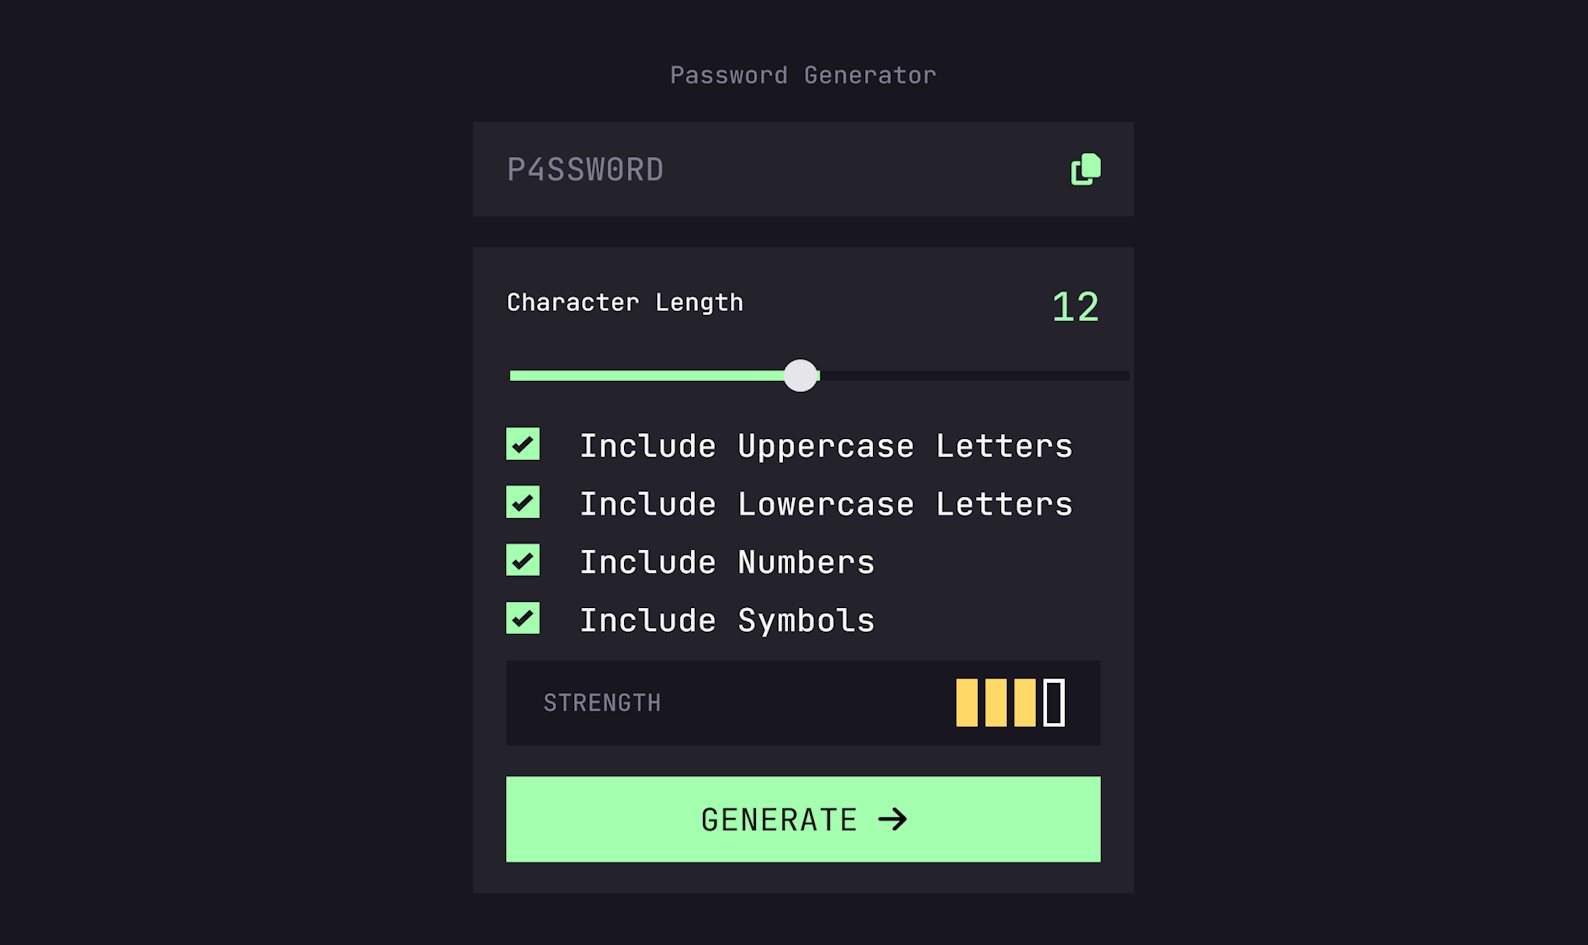 Password Generator
P4SSW0RD
Character Length
12
Include Uppercase Letters
Include Lowercase Letters
Include Numbers
Include Symbols
STRENGTH
GENERATE →